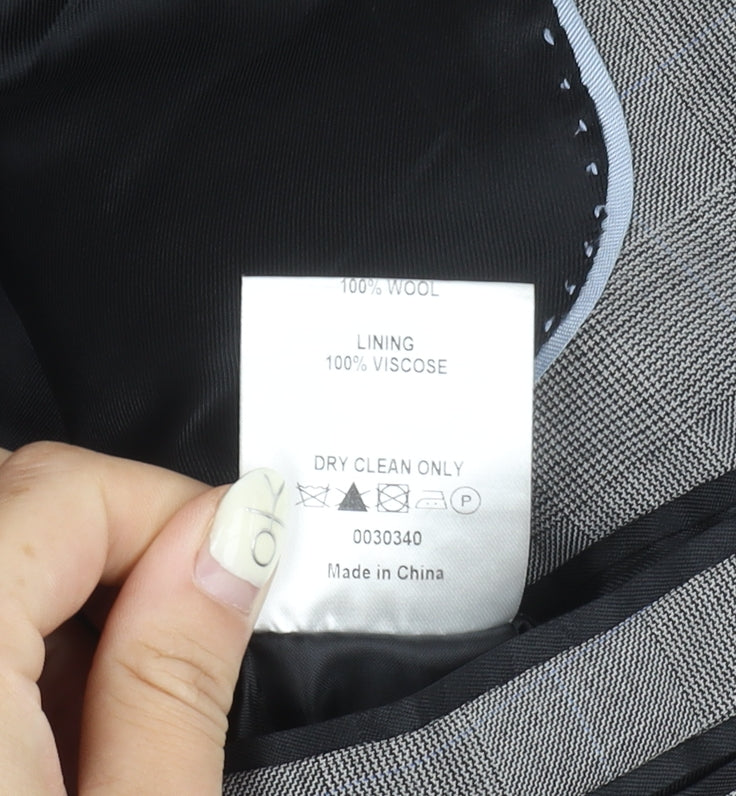 100% WOOL
LINING
100% VISCOSE
DRY CLEAN ONLY
P
0030340
Made in China